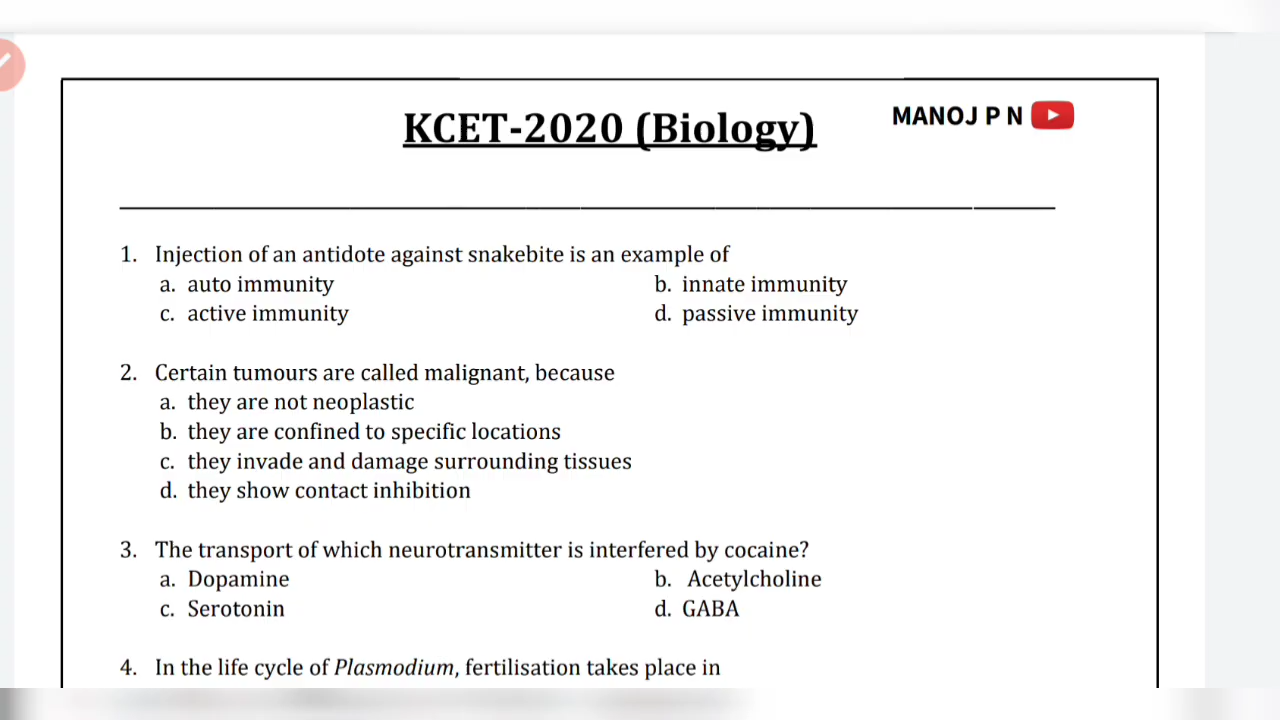 KCET-2020 (Biology)
MANOJ P N
1. Injection of an antidote against snakebite is an example of
a. auto immunity b. innate immunity
c. active immunity d. passive immunity
2. Certain tumours are called malignant, because
a. they are not neoplastic
b. they are confined to specific locations
c. they invade and damage surrounding tissues
d. they show contact inhibition
3. The transport of which neurotransmitter is interfered by cocaine?
a. Dopamine b. Acetylcholine
c. Serotonin d. GABA
4. In the life cycle of Plasmodium, fertilisation takes place in